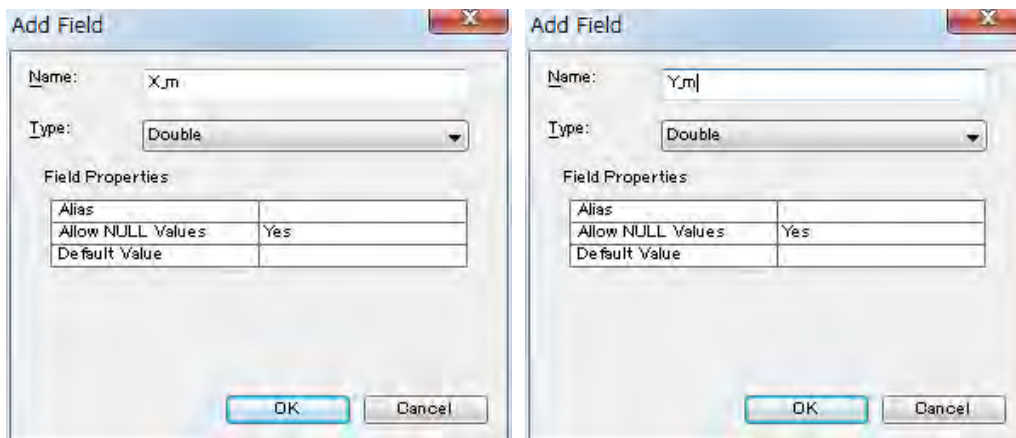 Add Field
X
Name:
X_m
Type:
Double
Field Properties
Alias
Allow NULL Values
Yes
Default Value
OK
Cancel
Add Field
X
Name:
Y_m
Type:
Double
Field Properties
Alias
Allow NULL Values
Yes
Default Value
OK
Cancel